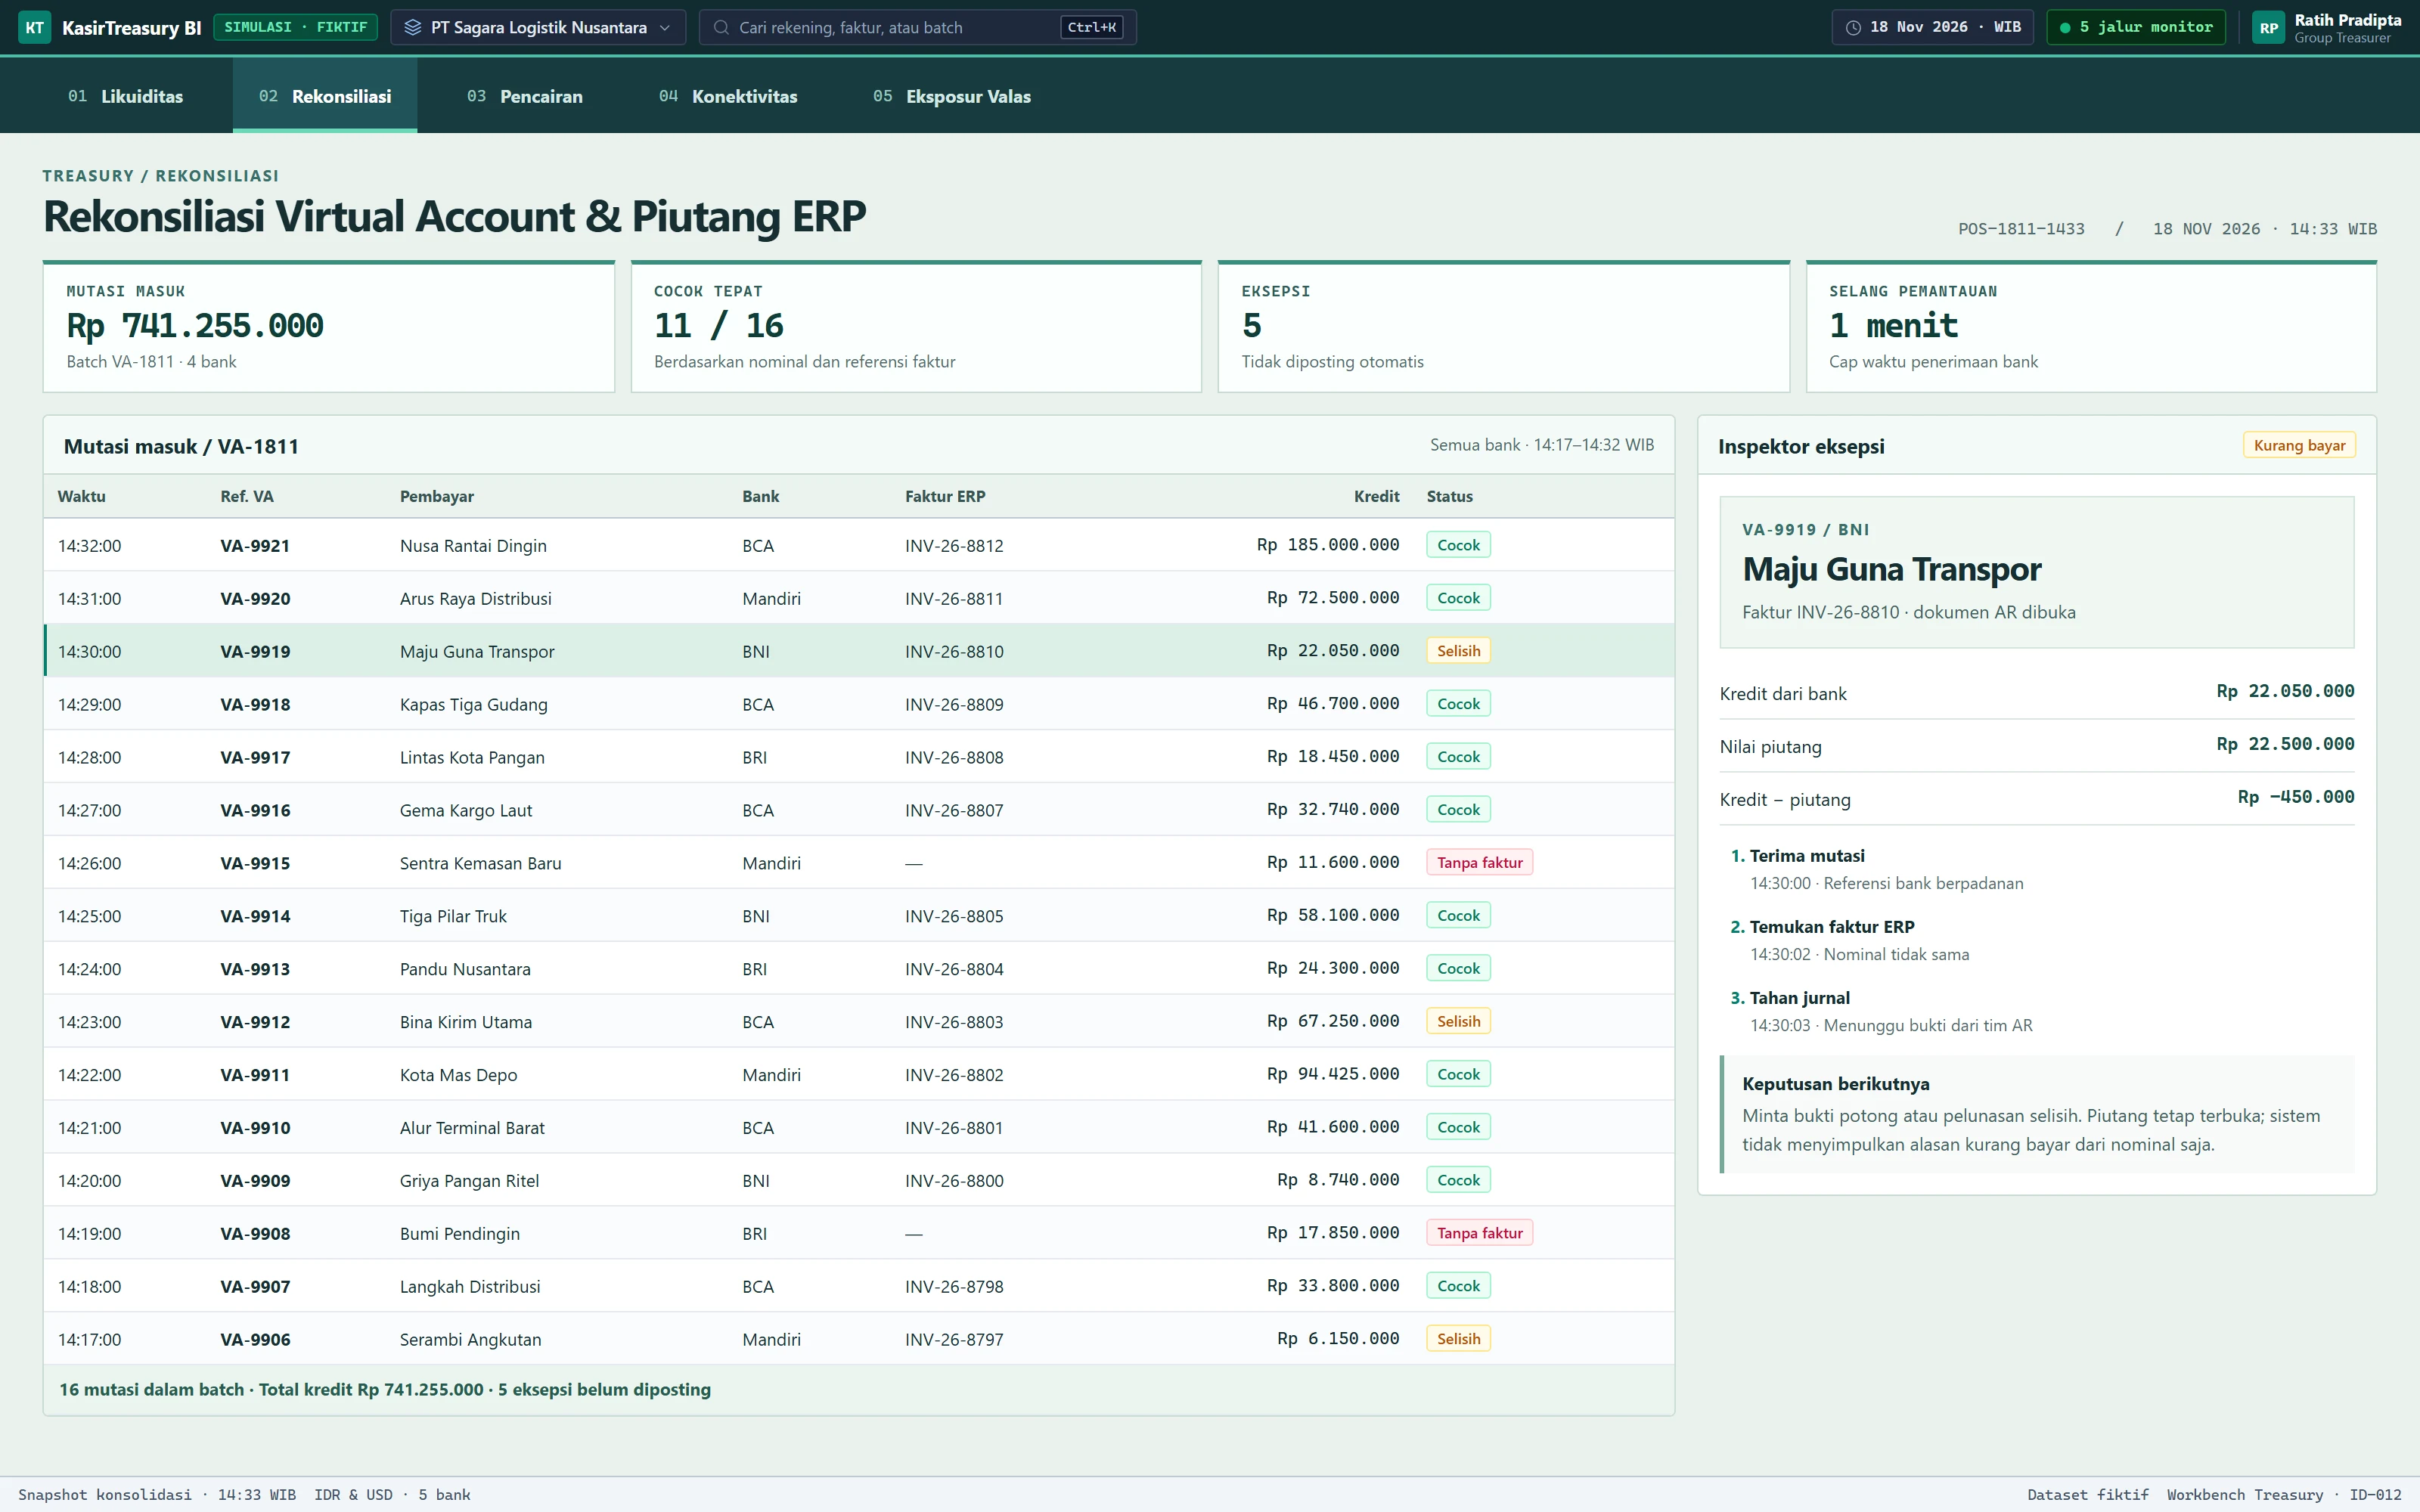 KT KasirTreasury BI SIMULASI · FIKTIF PT Sagara Logistik Nusantara Cari rekening, faktur, atau batch Ctrl+K 18 Nov 2026 · WIB 5 jalur monitor RP Ratih Pradipta
Group Treasurer
01 Likuiditas 02 Rekonsiliasi 03 Pencairan 04 Konektivitas 05 Eksposur Valas
TREASURY / REKONSILIASI
Rekonsiliasi Virtual Account & Piutang ERP
POS-1811-1433 / 18 NOV 2026 · 14:33 WIB
MUTASI MASUK
Rp 741.255.000
Batch VA-1811 · 4 bank
COCOK TEPAT
11 / 16
Berdasarkan nominal dan referensi faktur
EKSEPSI
5
Tidak diposting otomatis
SELANG PEMANTAUAN
1 menit
Cap waktu penerimaan bank
Mutasi masuk / VA-1811 Semua bank · 14:17–14:32 WIB
Waktu Ref. VA Pembayar Bank Faktur ERP Kredit Status
14:32:00 VA-9921 Nusa Rantai Dingin BCA INV-26-8812 Rp 185.000.000 Cocok
14:31:00 VA-9920 Arus Raya Distribusi Mandiri INV-26-8811 Rp 72.500.000 Cocok
14:30:00 VA-9919 Maju Guna Transpor BNI INV-26-8810 Rp 22.050.000 Selisih
14:29:00 VA-9918 Kapas Tiga Gudang BCA INV-26-8809 Rp 46.700.000 Cocok
14:28:00 VA-9917 Lintas Kota Pangan BRI INV-26-8808 Rp 18.450.000 Cocok
14:27:00 VA-9916 Gema Kargo Laut BCA INV-26-8807 Rp 32.740.000 Cocok
14:26:00 VA-9915 Sentra Kemasan Baru Mandiri — Rp 11.600.000 Tanpa faktur
14:25:00 VA-9914 Tiga Pilar Truk BNI INV-26-8805 Rp 58.100.000 Cocok
14:24:00 VA-9913 Pandu Nusantara BRI INV-26-8804 Rp 24.300.000 Cocok
14:23:00 VA-9912 Bina Kirim Utama BCA INV-26-8803 Rp 67.250.000 Selisih
14:22:00 VA-9911 Kota Mas Depo Mandiri INV-26-8802 Rp 94.425.000 Cocok
14:21:00 VA-9910 Alur Terminal Barat BCA INV-26-8801 Rp 41.600.000 Cocok
14:20:00 VA-9909 Griya Pangan Ritel BNI INV-26-8800 Rp 8.740.000 Cocok
14:19:00 VA-9908 Bumi Pendingin BRI — Rp 17.850.000 Tanpa faktur
14:18:00 VA-9907 Langkah Distribusi BCA INV-26-8798 Rp 33.800.000 Cocok
14:17:00 VA-9906 Serambi Angkutan Mandiri INV-26-8797 Rp 6.150.000 Selisih
16 mutasi dalam batch · Total kredit Rp 741.255.000 · 5 eksepsi belum diposting
Inspektor eksepsi Kurang bayar
VA-9919 / BNI
Maju Guna Transpor
Faktur INV-26-8810 · dokumen AR dibuka
Kredit dari bank Rp 22.050.000
Nilai piutang Rp 22.500.000
Kredit − piutang Rp −450.000
1. Terima mutasi
14:30:00 · Referensi bank berpadanan
2. Temukan faktur ERP
14:30:02 · Nominal tidak sama
3. Tahan jurnal
14:30:03 · Menunggu bukti dari tim AR
Keputusan berikutnya
Minta bukti potong atau pelunasan selisih. Piutang tetap terbuka; sistem
tidak menyimpulkan alasan kurang bayar dari nominal saja.
Snapshot konsolidasi · 14:33 WIB IDR & USD · 5 bank Dataset fiktif Workbench Treasury · ID-012